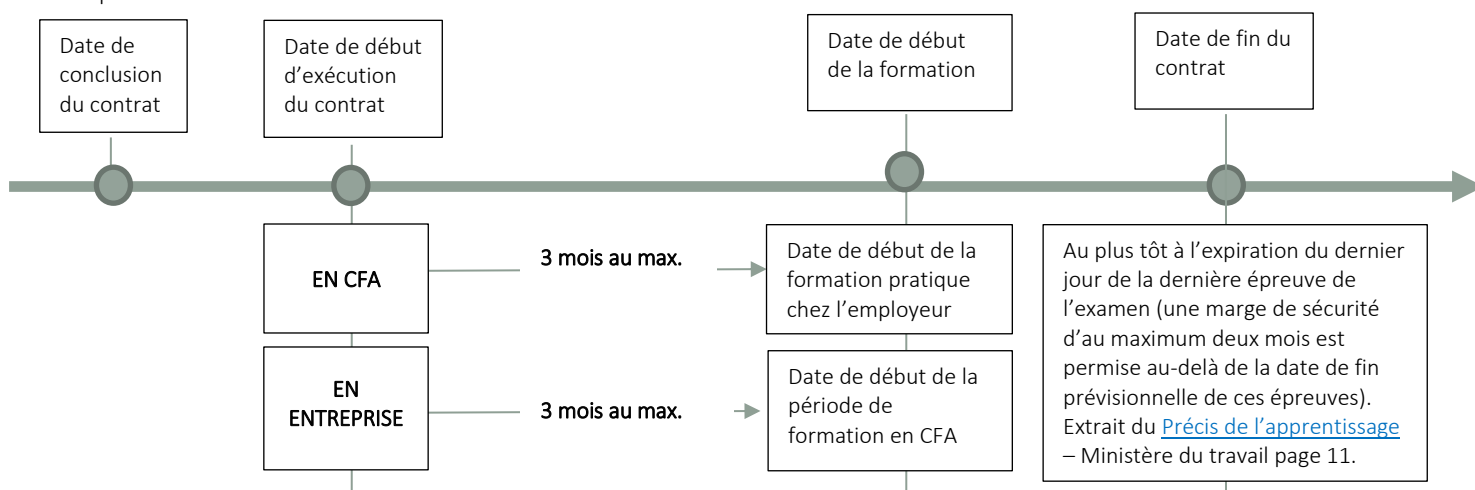 Date de
conclusion
du contrat
Date de début
d’exécution
du contrat
Date de début
de la formation
Date de fin du
contrat
EN CFA
3 mois au max.
Date de début de la
formation pratique
chez l’employeur
EN
ENTREPRISE
3 mois au max.
Date de début de la
période de
formation en CFA
Au plus tôt à l’expiration du dernier
jour de la dernière épreuve de
l’examen (une marge de sécurité
d’au maximum deux mois est
permise au-delà de la date de fin
prévisionnelle de ces épreuves).
Extrait du Précis de l’apprentissage
– Ministère du travail page 11.